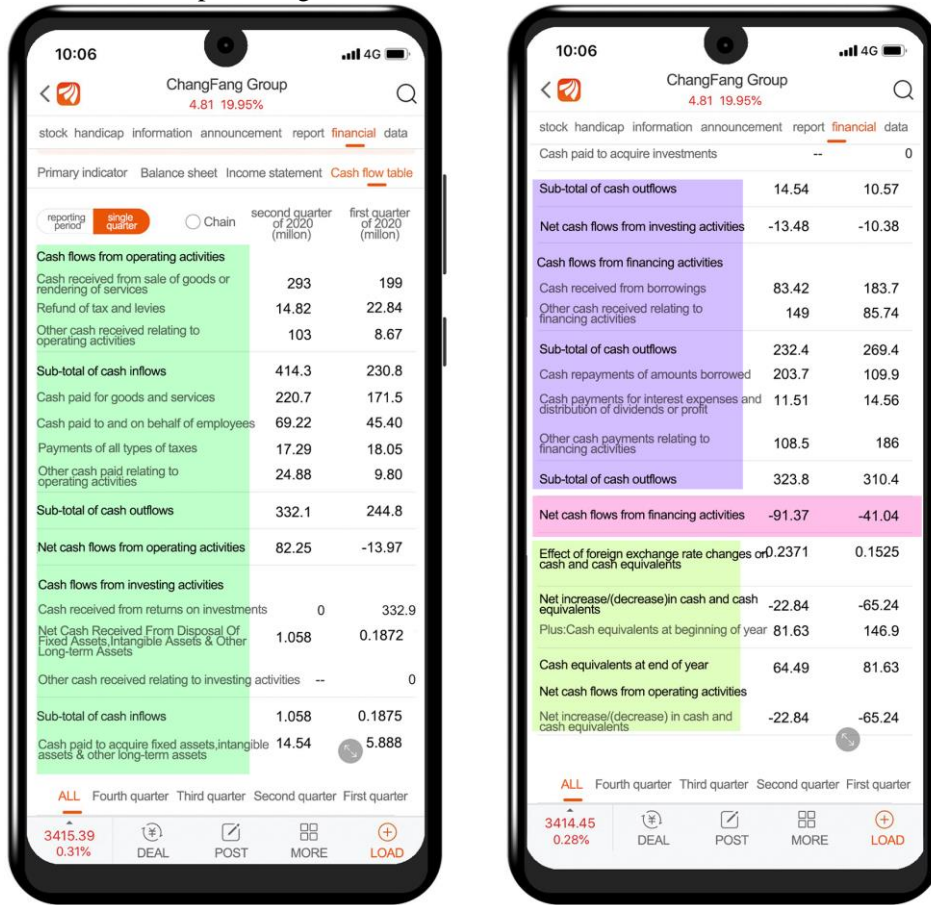 10:06
4G
ChangFang Group
4.81 19.95%
stock handicap information announcement report financial data
Primary indicator Balance sheet Income statement Cash flow table
reporting period single quarter Chain second quarter of 2020 (millon) first quarter of 2020 (millon)
Cash flows from operating activities
Cash received from sale of goods or rendering of services 293 199
Refund of tax and levies 14.82 22.84
Other cash received relating to operating activities 103 8.67
Sub-total of cash inflows 414.3 230.8
Cash paid for goods and services 220.7 171.5
Cash paid to and on behalf of employees 69.22 45.40
Payments of all types of taxes 17.29 18.05
Other cash paid relating to operating activities 24.88 9.80
Sub-total of cash outflows 332.1 244.8
Net cash flows from operating activities 82.25 -13.97
Cash flows from investing activities
Cash received from returns on investments 0 332.9
Net Cash Received From Disposal Of Fixed Assets,Intangible Assets & Other Long-term Assets 1.058 0.1872
Other cash received relating to investing activities -- 0
Sub-total of cash inflows 1.058 0.1875
Cash paid to acquire fixed assets,intangible assets & other long-term assets 14.54 5.888
ALL Fourth quarter Third quarter Second quarter First quarter
3415.39
0.31% DEAL POST MORE LOAD
10:06
4G
ChangFang Group
4.81 19.95%
stock handicap information announcement report financial data
Cash paid to acquire investments -- 0
Sub-total of cash outflows 14.54 10.57
Net cash flows from investing activities -13.48 -10.38
Cash flows from financing activities
Cash received from borrowings 83.42 183.7
Other cash received relating to financing activities 149 85.74
Sub-total of cash outflows 232.4 269.4
Cash repayments of amounts borrowed 203.7 109.9
Cash payments for interest expenses and distribution of dividends or profit 11.51 14.56
Other cash payments relating to financing activities 108.5 186
Sub-total of cash outflows 323.8 310.4
Net cash flows from financing activities -91.37 -41.04
Effect of foreign exchange rate changes on cash and cash equivalents 0.2371 0.1525
Net increase/(decrease)in cash and cash equivalents -22.84 -65.24
Plus:Cash equivalents at beginning of year 81.63 146.9
Cash equivalents at end of year 64.49 81.63
Net cash flows from operating activities
Net increase/(decrease) in cash and cash equivalents -22.84 -65.24
ALL Fourth quarter Third quarter Second quarter First quarter
3414.45
0.28% DEAL POST MORE LOAD